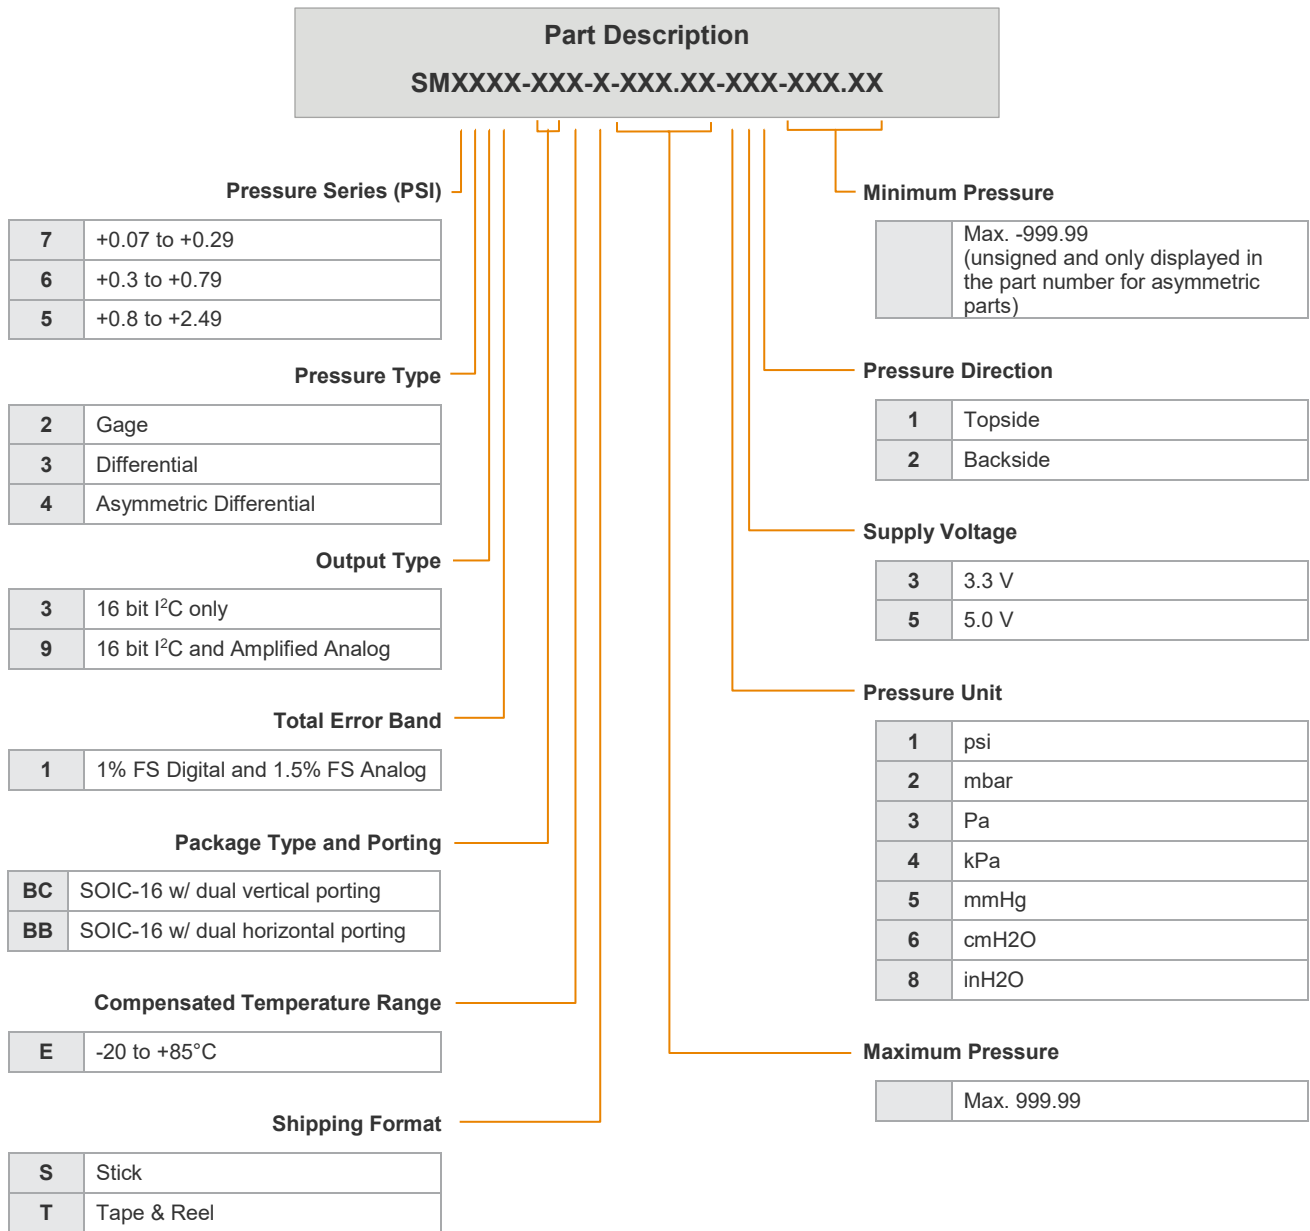 Part Description
SMXXXX-XXX-X-XXX.XX-XXX-XXX.XX
Pressure Series (PSI)
7 +0.07 to +0.29
6 +0.3 to +0.79
5 +0.8 to +2.49
Pressure Type
2 Gage
3 Differential
4 Asymmetric Differential
Output Type
3 16 bit I²C only
9 16 bit I²C and Amplified Analog
Total Error Band
1 1% FS Digital and 1.5% FS Analog
Package Type and Porting
BC SOIC-16 w/ dual vertical porting
BB SOIC-16 w/ dual horizontal porting
Compensated Temperature Range
E -20 to +85°C
Shipping Format
S Stick
T Tape & Reel
Minimum Pressure
Max. -999.99
(unsigned and only displayed in
the part number for asymmetric
parts)
Pressure Direction
1 Topside
2 Backside
Supply Voltage
3 3.3 V
5 5.0 V
Pressure Unit
1 psi
2 mbar
3 Pa
4 kPa
5 mmHg
6 cmH2O
8 inH2O
Maximum Pressure
Max. 999.99